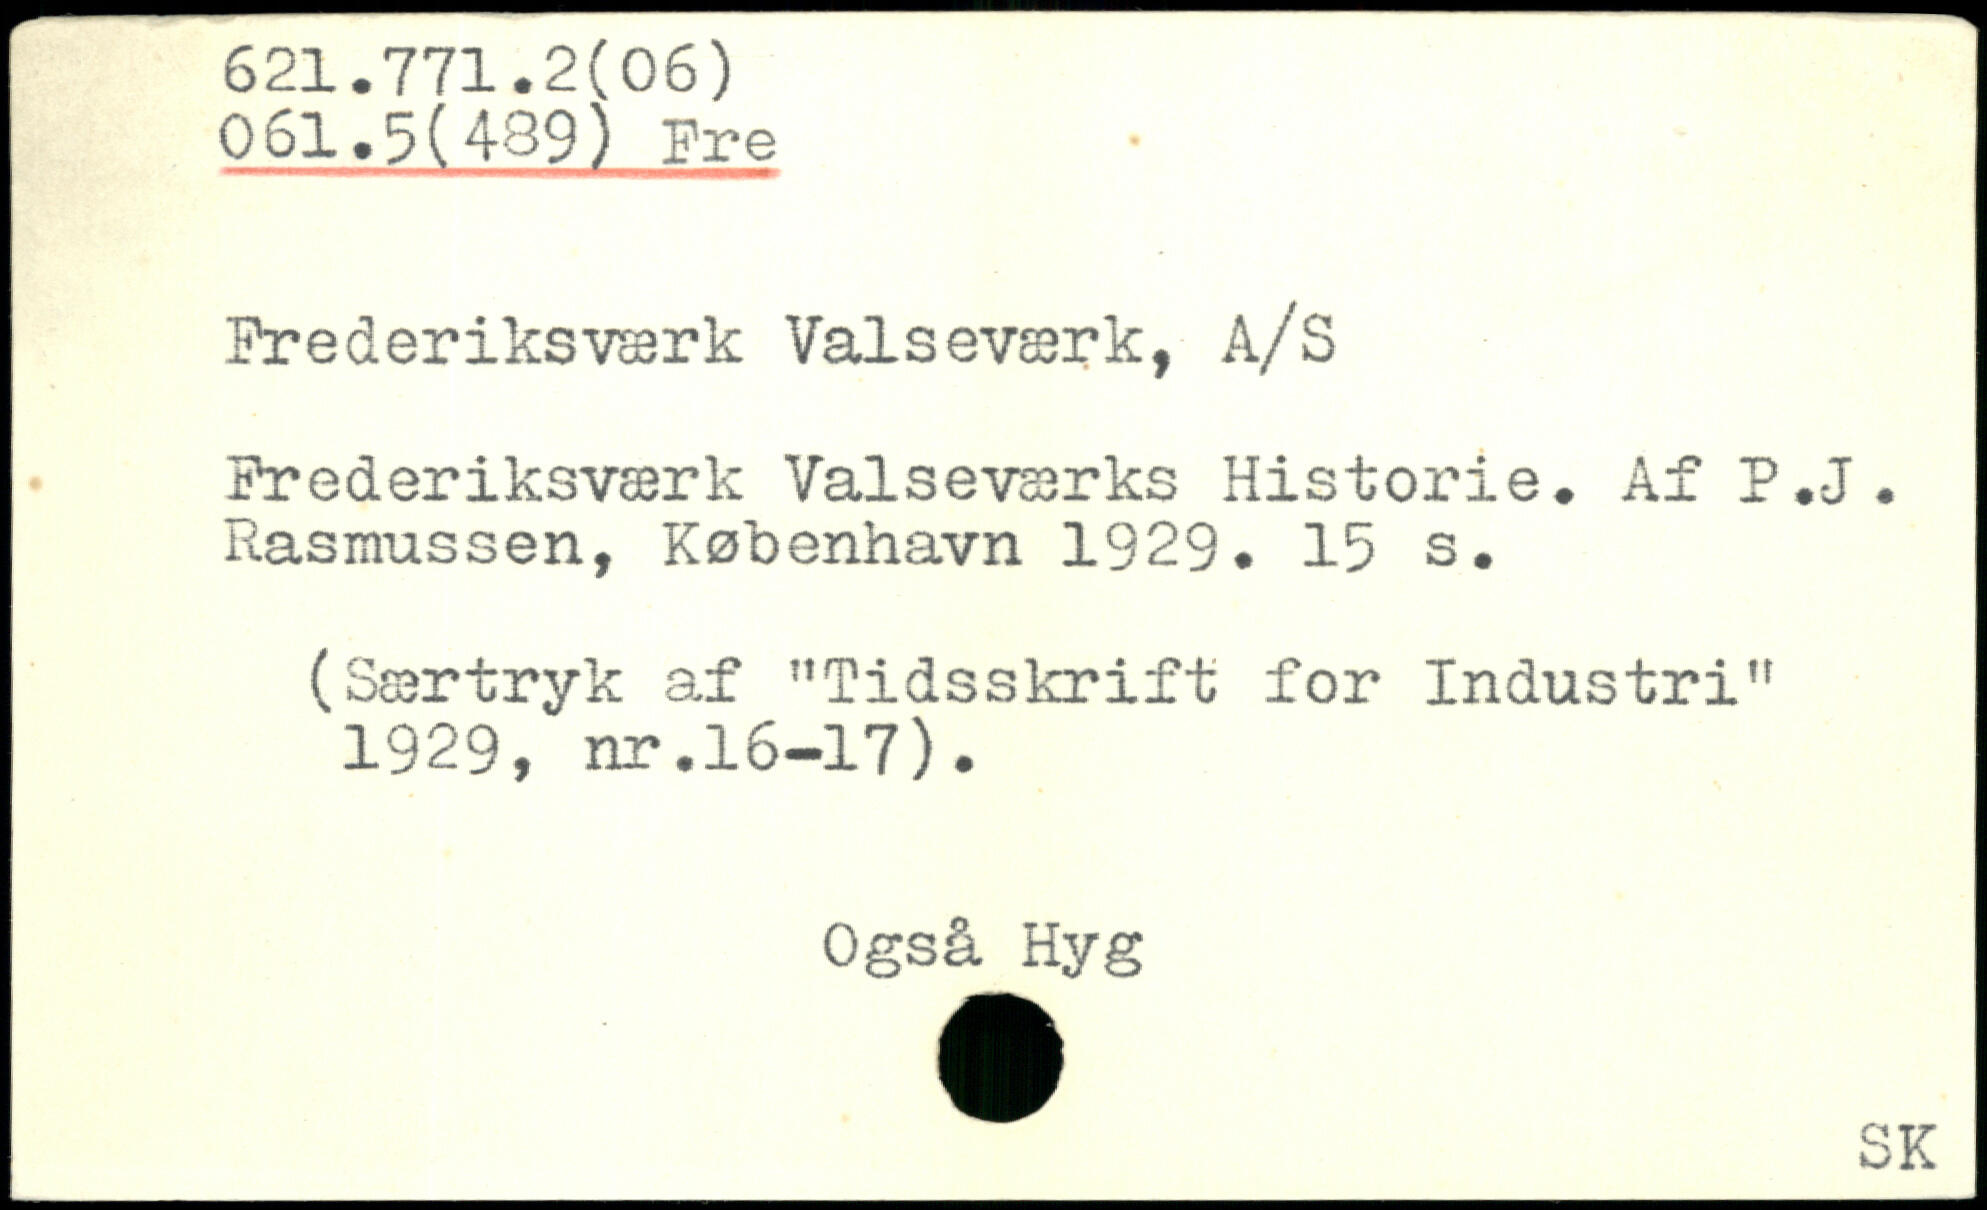 621.771.2(06)
061.5(489) Fre
Frederiksværk Valseværk, A/S
Frederiksværk Valseværks Historie. Af P.J.
Rasmussen, København 1929. 15 s.
(Særtryk af "Tidsskrift for Industri"
1929, nr.16-17).
Også Hyg
SK